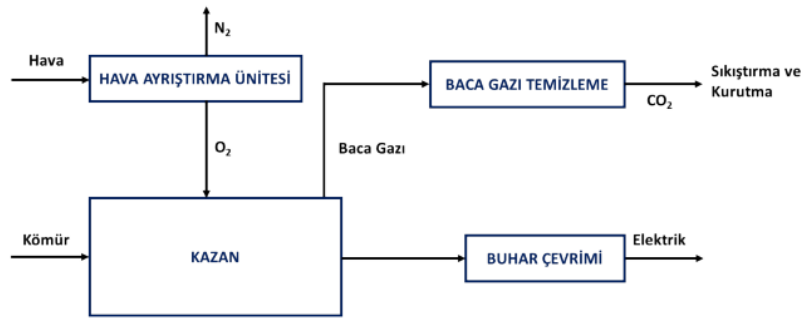 N₂
Hava
HAVA AYRIŞTIRMA ÜNİTESİ
BACA GAZI TEMİZLEME
Sıkıştırma ve
Kurutma
CO₂
O₂
Baca Gazı
Kömür
KAZAN
BUHAR ÇEVRİMİ
Elektrik